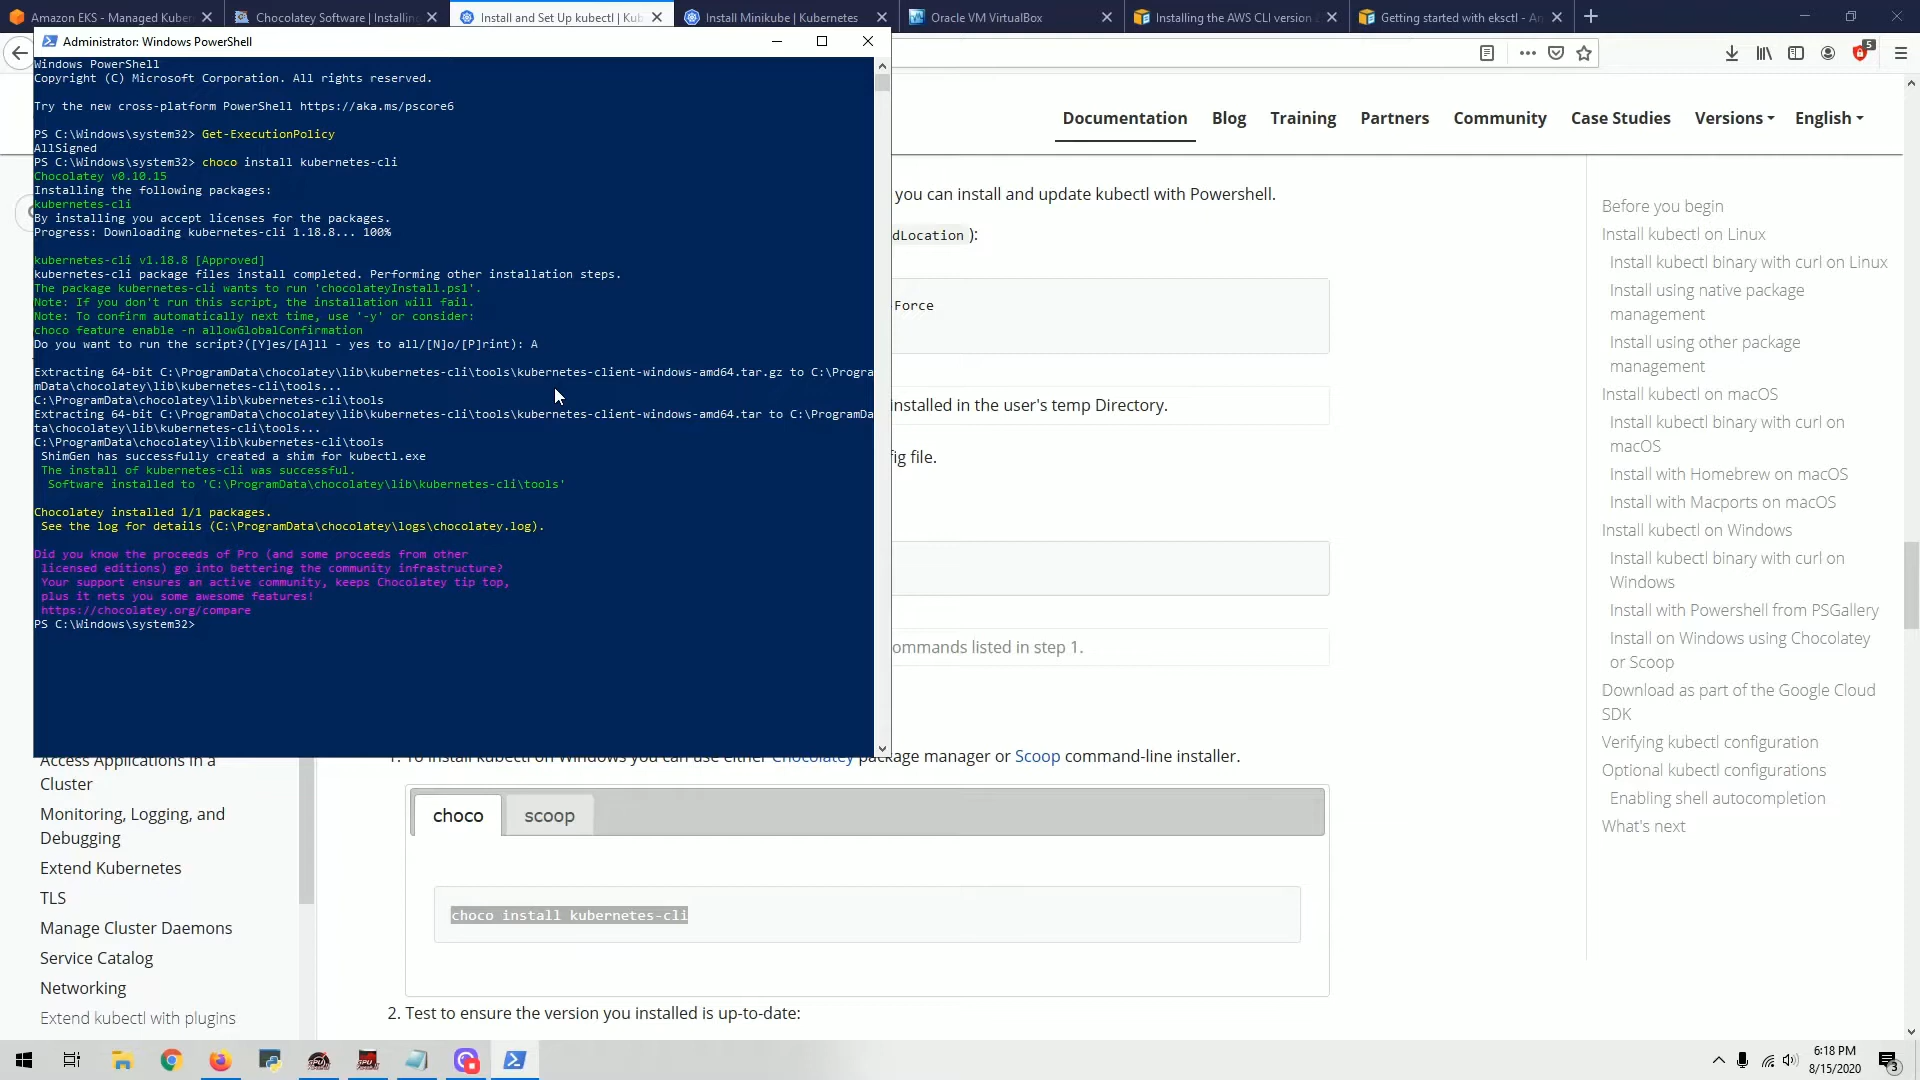 Amazon EKS - Managed Kuber
Chocolatey Software | Installin
Install and Set Up kubectl | Kub
Install Minikube | Kubernetes
Oracle VM VirtualBox
Installing the AWS CLI version
Getting started with eksctl - Am
Administrator: Windows PowerShell
Windows PowerShell
Copyright (C) Microsoft Corporation. All rights reserved.
Try the new cross-platform PowerShell https://aka.ms/pscore6
PS C:\Windows\system32> Get-ExecutionPolicy
AllSigned
PS C:\Windows\system32> choco install kubernetes-cli
Chocolatey v0.10.15
Installing the following packages:
kubernetes-cli
By installing you accept licenses for the packages.
Progress: Downloading kubernetes-cli 1.18.8... 100%
kubernetes-cli v1.18.8 [Approved]
kubernetes-cli package files install completed. Performing other installation steps.
The package kubernetes-cli wants to run 'chocolateyInstall.ps1'.
Note: If you don't run this script, the installation will fail.
Note: To confirm automatically next time, use '-y' or consider:
choco feature enable -n allowGlobalConfirmation
Do you want to run the script?([Y]es/[A]ll - yes to all/[N]o/[P]rint): A
Extracting 64-bit C:\ProgramData\chocolatey\lib\kubernetes-cli\tools\kubernetes-client-windows-amd64.tar.gz to C:\Progra
mData\chocolatey\lib\kubernetes-cli\tools...
C:\ProgramData\chocolatey\lib\kubernetes-cli\tools
Extracting 64-bit C:\ProgramData\chocolatey\lib\kubernetes-cli\tools\kubernetes-client-windows-amd64.tar to C:\ProgramDa
ta\chocolatey\lib\kubernetes-cli\tools...
C:\ProgramData\chocolatey\lib\kubernetes-cli\tools
ShimGen has successfully created a shim for kubectl.exe
The install of kubernetes-cli was successful.
Software installed to 'C:\ProgramData\chocolatey\lib\kubernetes-cli\tools'
Chocolatey installed 1/1 packages.
See the log for details (C:\ProgramData\chocolatey\logs\chocolatey.log).
Did you know the proceeds of Pro (and some proceeds from other
licensed editions) go into bettering the community infrastructure?
Your support ensures an active community, keeps Chocolatey tip top,
plus it nets you some awesome features!
https://chocolatey.org/compare
PS C:\Windows\system32>
5
Documentation
Blog
Training
Partners
Community
Case Studies
Versions
English
you can install and update kubectl with Powershell.
dLocation ):
Force
installed in the user's temp Directory.
ig file.
ommands listed in step 1.
1. To install kubectl on Windows you can use either Chocolatey package manager or Scoop command-line installer.
choco
scoop
choco install kubernetes-cli
2. Test to ensure the version you installed is up-to-date:
Access Applications in a
Cluster
Monitoring, Logging, and
Debugging
Extend Kubernetes
TLS
Manage Cluster Daemons
Service Catalog
Networking
Extend kubectl with plugins
Before you begin
Install kubectl on Linux
Install kubectl binary with curl on Linux
Install using native package
management
Install using other package
management
Install kubectl on macOS
Install kubectl binary with curl on
macOS
Install with Homebrew on macOS
Install with Macports on macOS
Install kubectl on Windows
Install kubectl binary with curl on
Windows
Install with Powershell from PSGallery
Install on Windows using Chocolatey
or Scoop
Download as part of the Google Cloud
SDK
Verifying kubectl configuration
Optional kubectl configurations
Enabling shell autocompletion
What's next
6:18 PM
8/15/2020
3